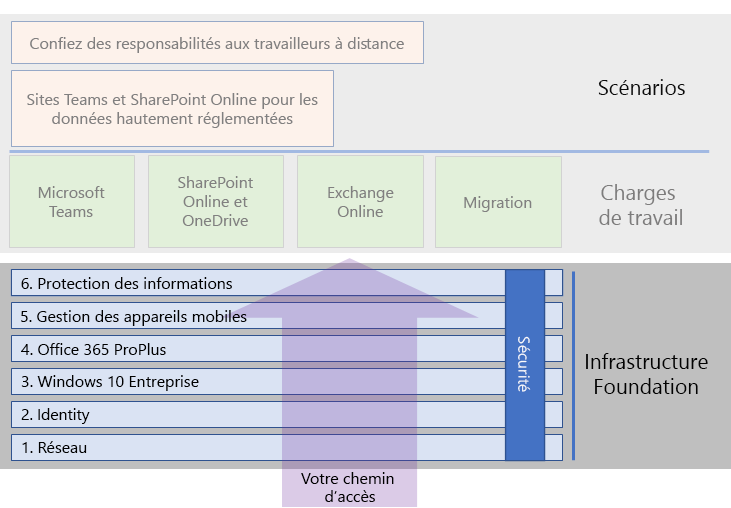 Confiez des responsabilités aux travailleurs à distance
Scénarios
Sites Teams et SharePoint Online pour les
données hautement réglementées
Microsoft
Teams
SharePoint
Online et
OneDrive
Exchange
Online
Migration
Charges
de travail
6. Protection des informations
5. Gestion des appareils mobiles
4. Office 365 ProPlus
3. Windows 10 Entreprise
2. Identity
1. Réseau
Sécurité
Infrastructure
Foundation
Votre chemin
d’accès